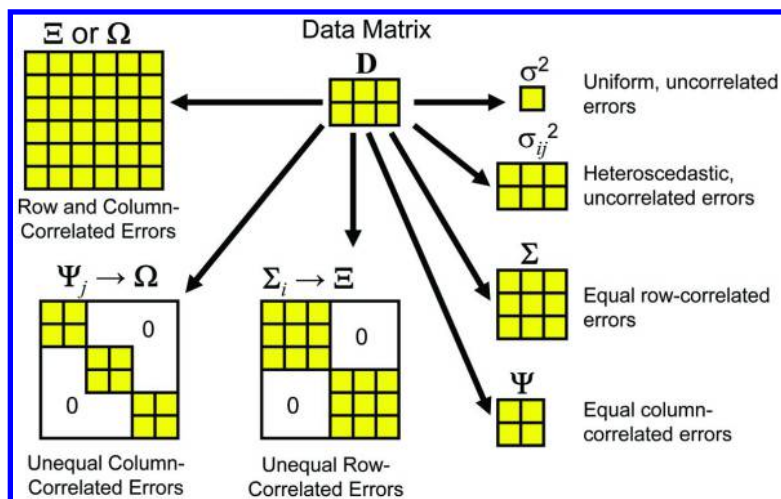 Ξ or Ω
Data Matrix
D
σ²
Uniform, uncorrelated
errors
σij²
Heteroscedastic,
uncorrelated errors
Row and Column-
Correlated Errors
Σ
Equal row-correlated
errors
Ψj → Ω
0
0
Σi → Ξ
0
0
Ψ
Equal column-
correlated errors
Unequal Column-
Correlated Errors
Unequal Row-
Correlated Errors